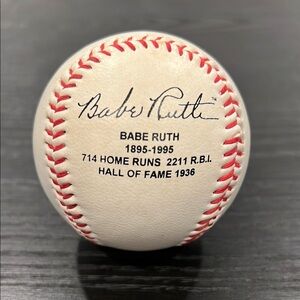 Babe Ruth
BABE RUTH
1895-1995
714 HOME RUNS 2211 R.B.I.
HALL OF FAME 1936